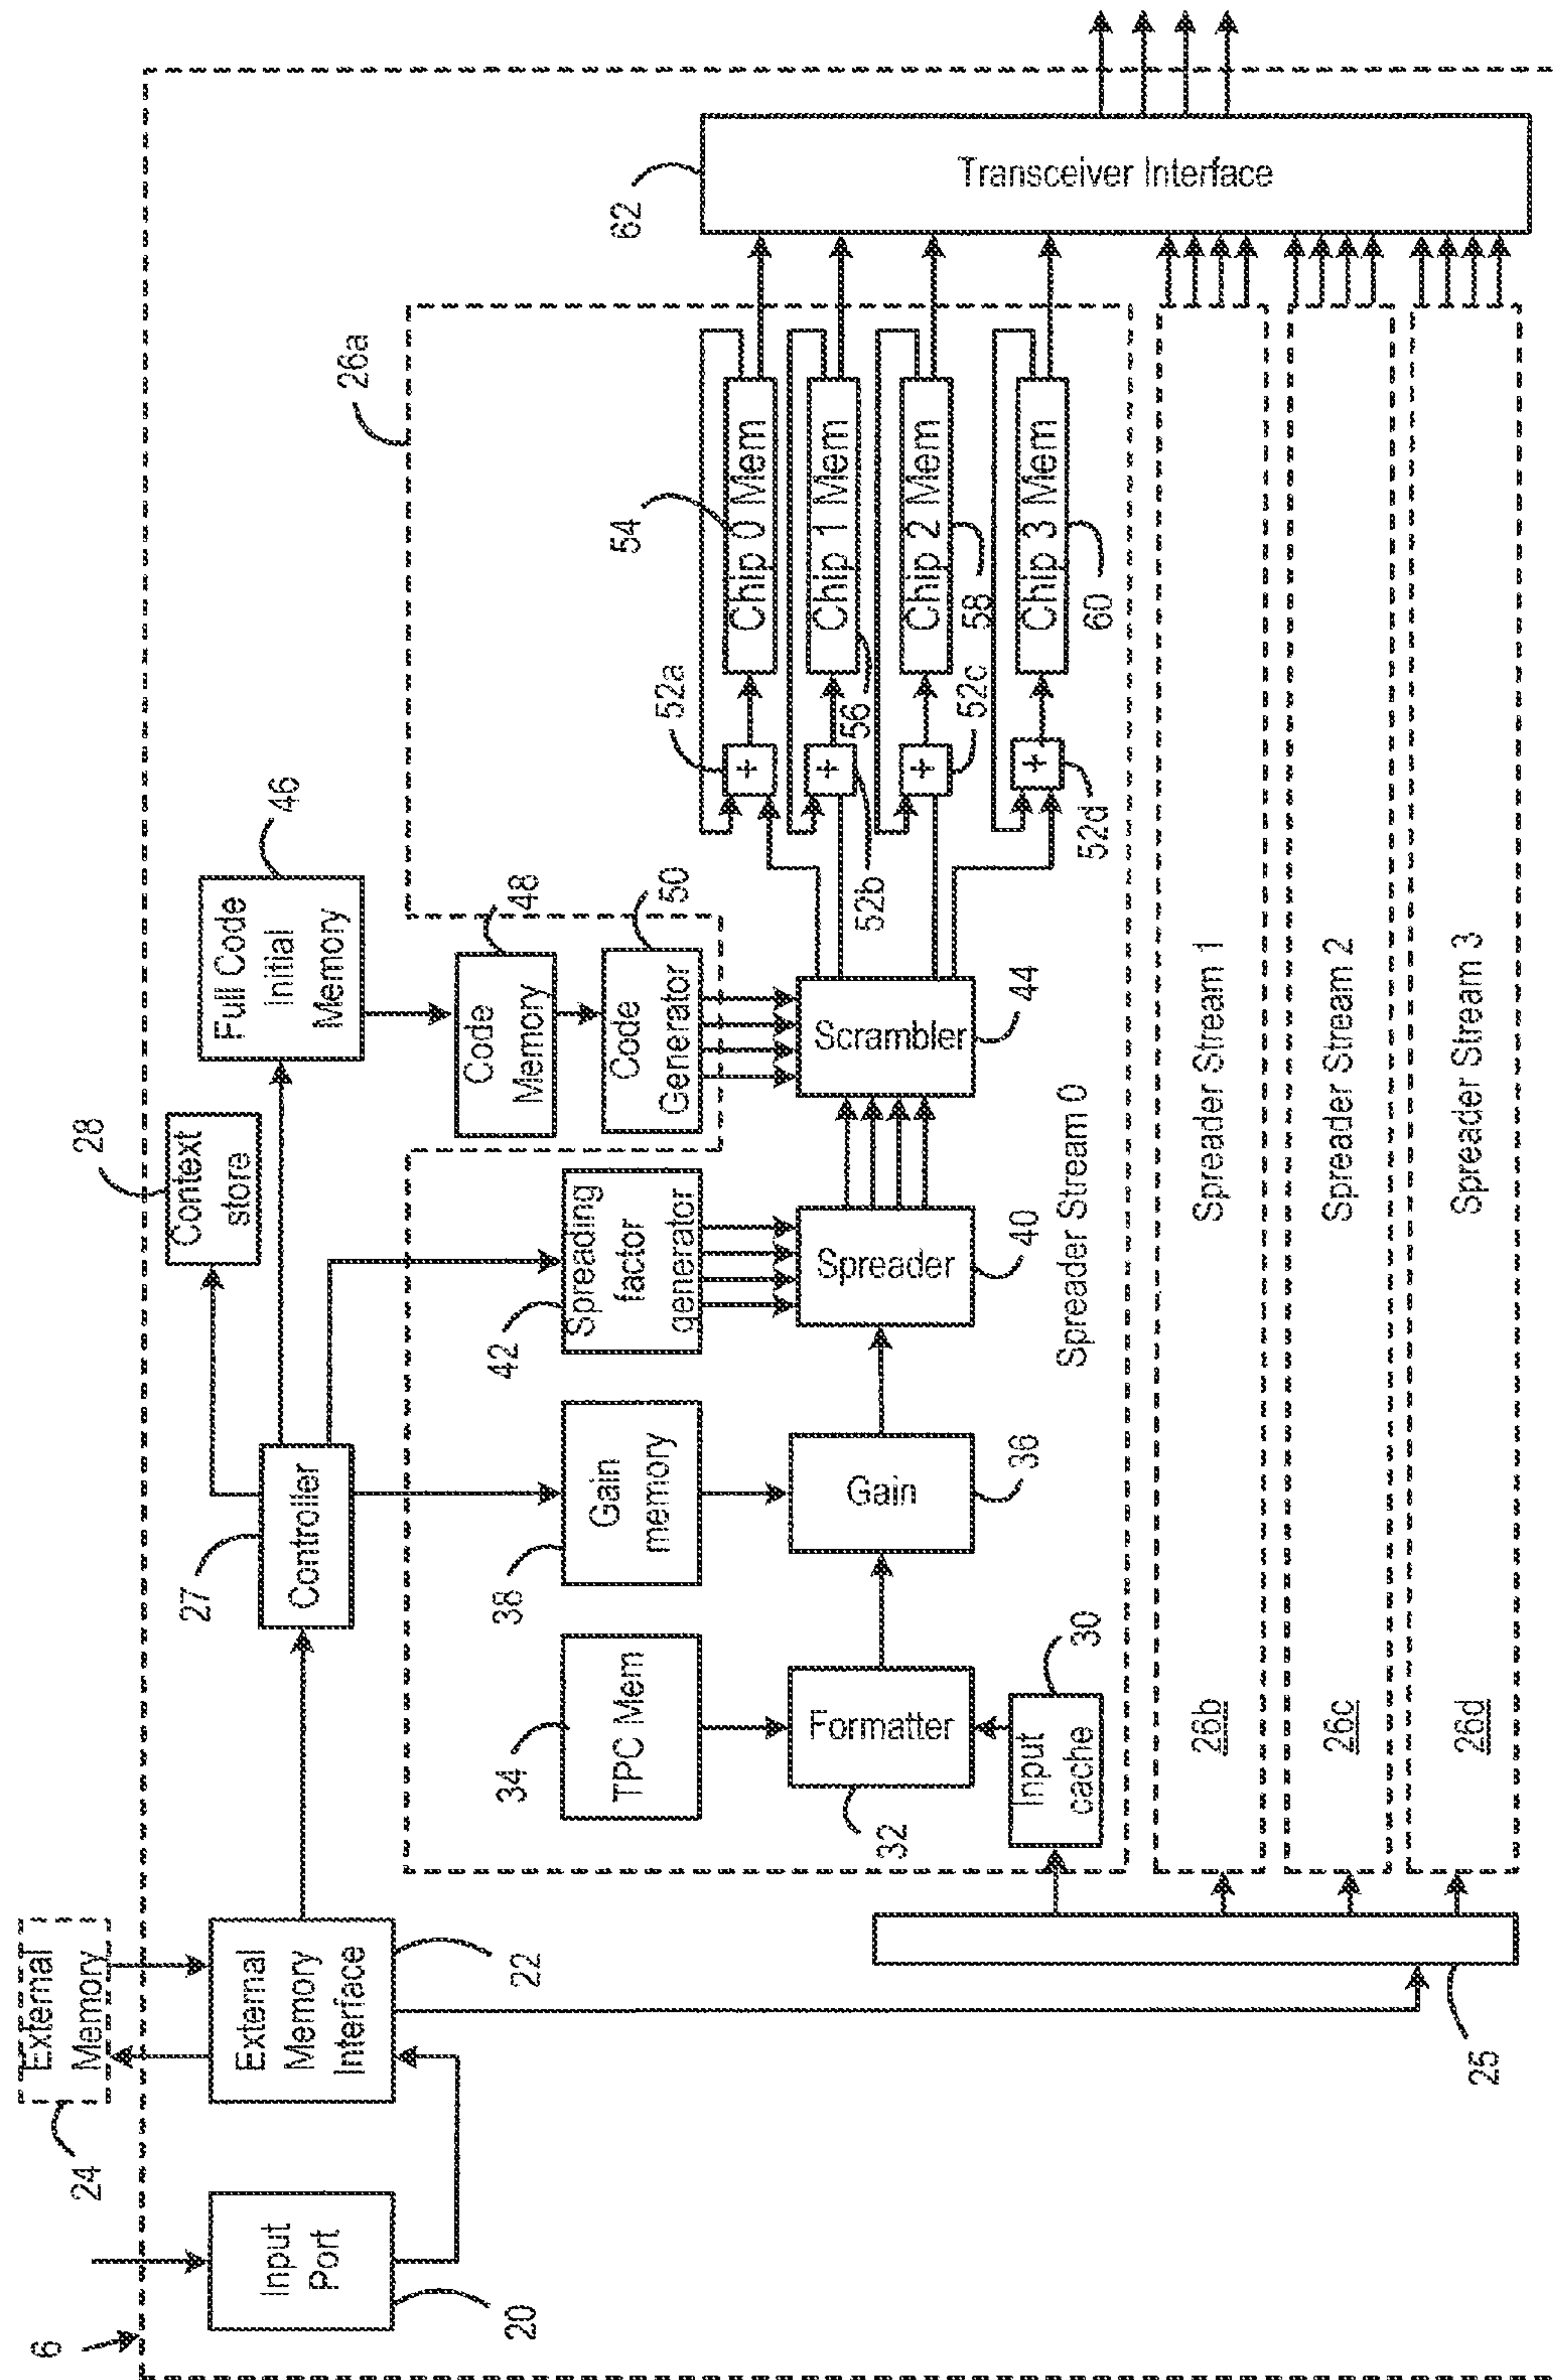 6
24
External
Memory
Input
Port
20
External
Memory
Interface
22
25
27
Controller
28
Context
store
Full Code
Initial
Memory
46
34
TPC Mem
38
Gain
memory
42
Spreading
factor
generator
Code
Memory
48
Code
Generator
50
26a
Formatter
32
Gain
36
Spreader
40
Scrambler
44
Input
cache
30
52a
+
52b
+
52c
+
52d
+
54
Chip 0 Mem
56
Chip 1 Mem
58
Chip 2 Mem
60
Chip 3 Mem
62
Transceiver Interface
Spreader Stream 0
26b
Spreader Stream 1
26c
Spreader Stream 2
26d
Spreader Stream 3